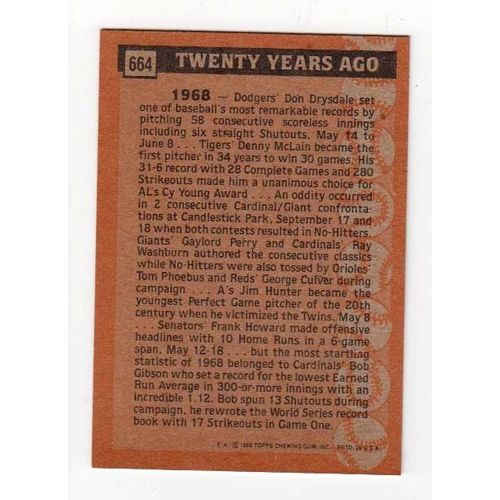 664 TWENTY YEARS AGO
1968 — Dodgers' Don Drysdale set
one of baseball's most remarkable records by
pitching 58 consecutive scoreless innings
including six straight Shutouts. May 14 to
June 8 . . . Tigers' Denny McLain became the
first pitcher in 34 years to win 30 games. His
31-6 record with 28 Complete Games and 280
Strikeouts made him a unanimous choice for
AL's Cy Young Award . . . An oddity occurred
in 2 consecutive Cardinal/Giant confronta-
tions at Candlestick Park, September 17 and
18 when both contests resulted in No-Hitters.
Giants' Gaylord Perry and Cardinals' Ray
Washburn authored the consecutive classics
while No-Hitters were also tossed by Orioles'
Tom Phoebus and Reds' George Culver during
campaign . . . A's Jim Hunter became the
youngest Perfect Game pitcher of the 20th
century when he victimized the Twins. May 8
. . . Senators' Frank Howard made offensive
headlines with 10 Home Runs in a 6-game
span, May 12-18 . . . but the most startling
statistic of 1968 belonged to Cardinals' Bob
Gibson who set a record for the lowest Earned
Run Average in 300-or-more innings with an
incredible 1.12. Bob spun 13 Shutouts during
campaign, he rewrote the World Series record
book with 17 Strikeouts in Game One.
© 1988 TOPPS CHEWING GUM, INC. PRTD. IN U.S.A.